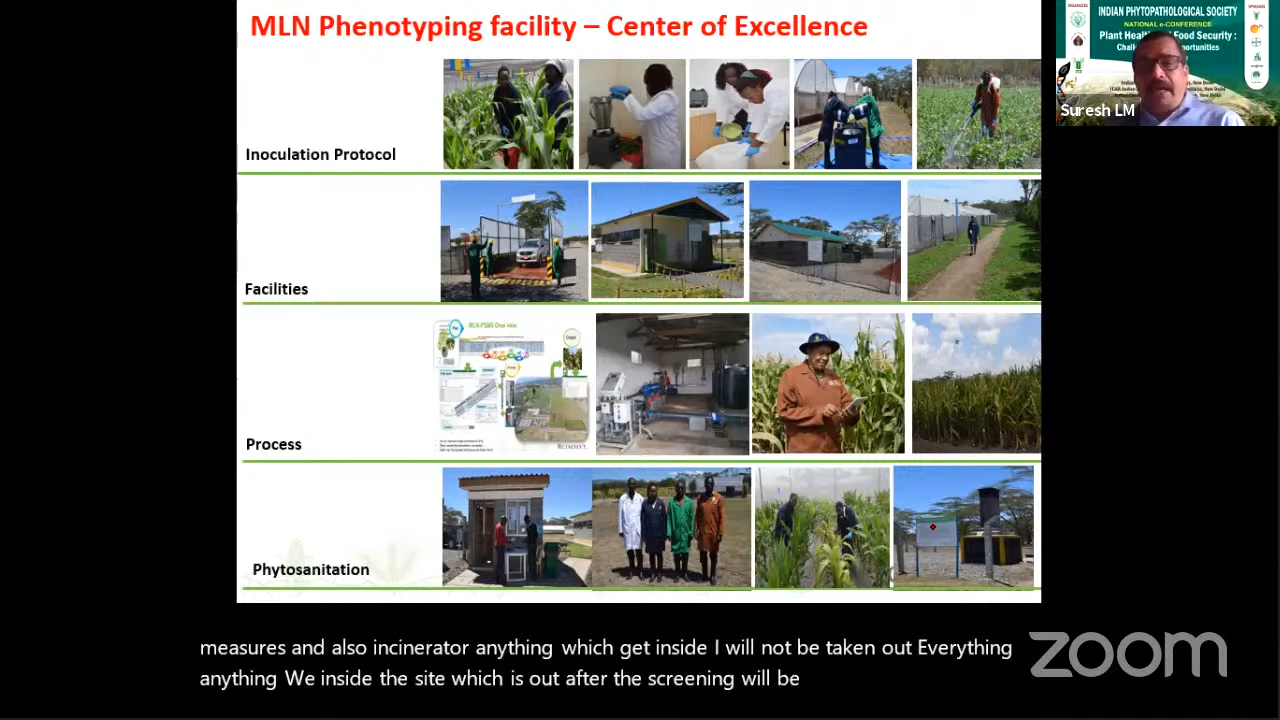 MLN Phenotyping facility – Center of Excellence
INDIAN PHYTOPATHOLOGICAL SOCIETY
NATIONAL e-CONFERENCE
Suresh LM
Inoculation Protocol
Facilities
Process
Phytosanitation
measures and also incinerator anything which get inside I will not be taken out Everything
anything We inside the site which is out after the screening will be
zoom